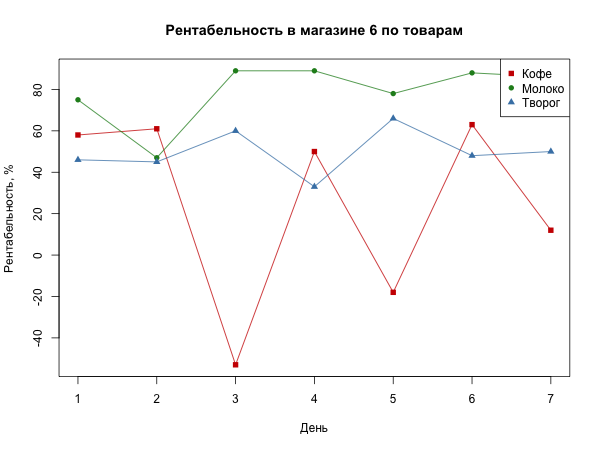 Рентабельность в магазине 6 по товарам
Кофе
Молоко
Творог
Рентабельность, %
80
60
40
20
0
-20
-40
1 2 3 4 5 6 7
День